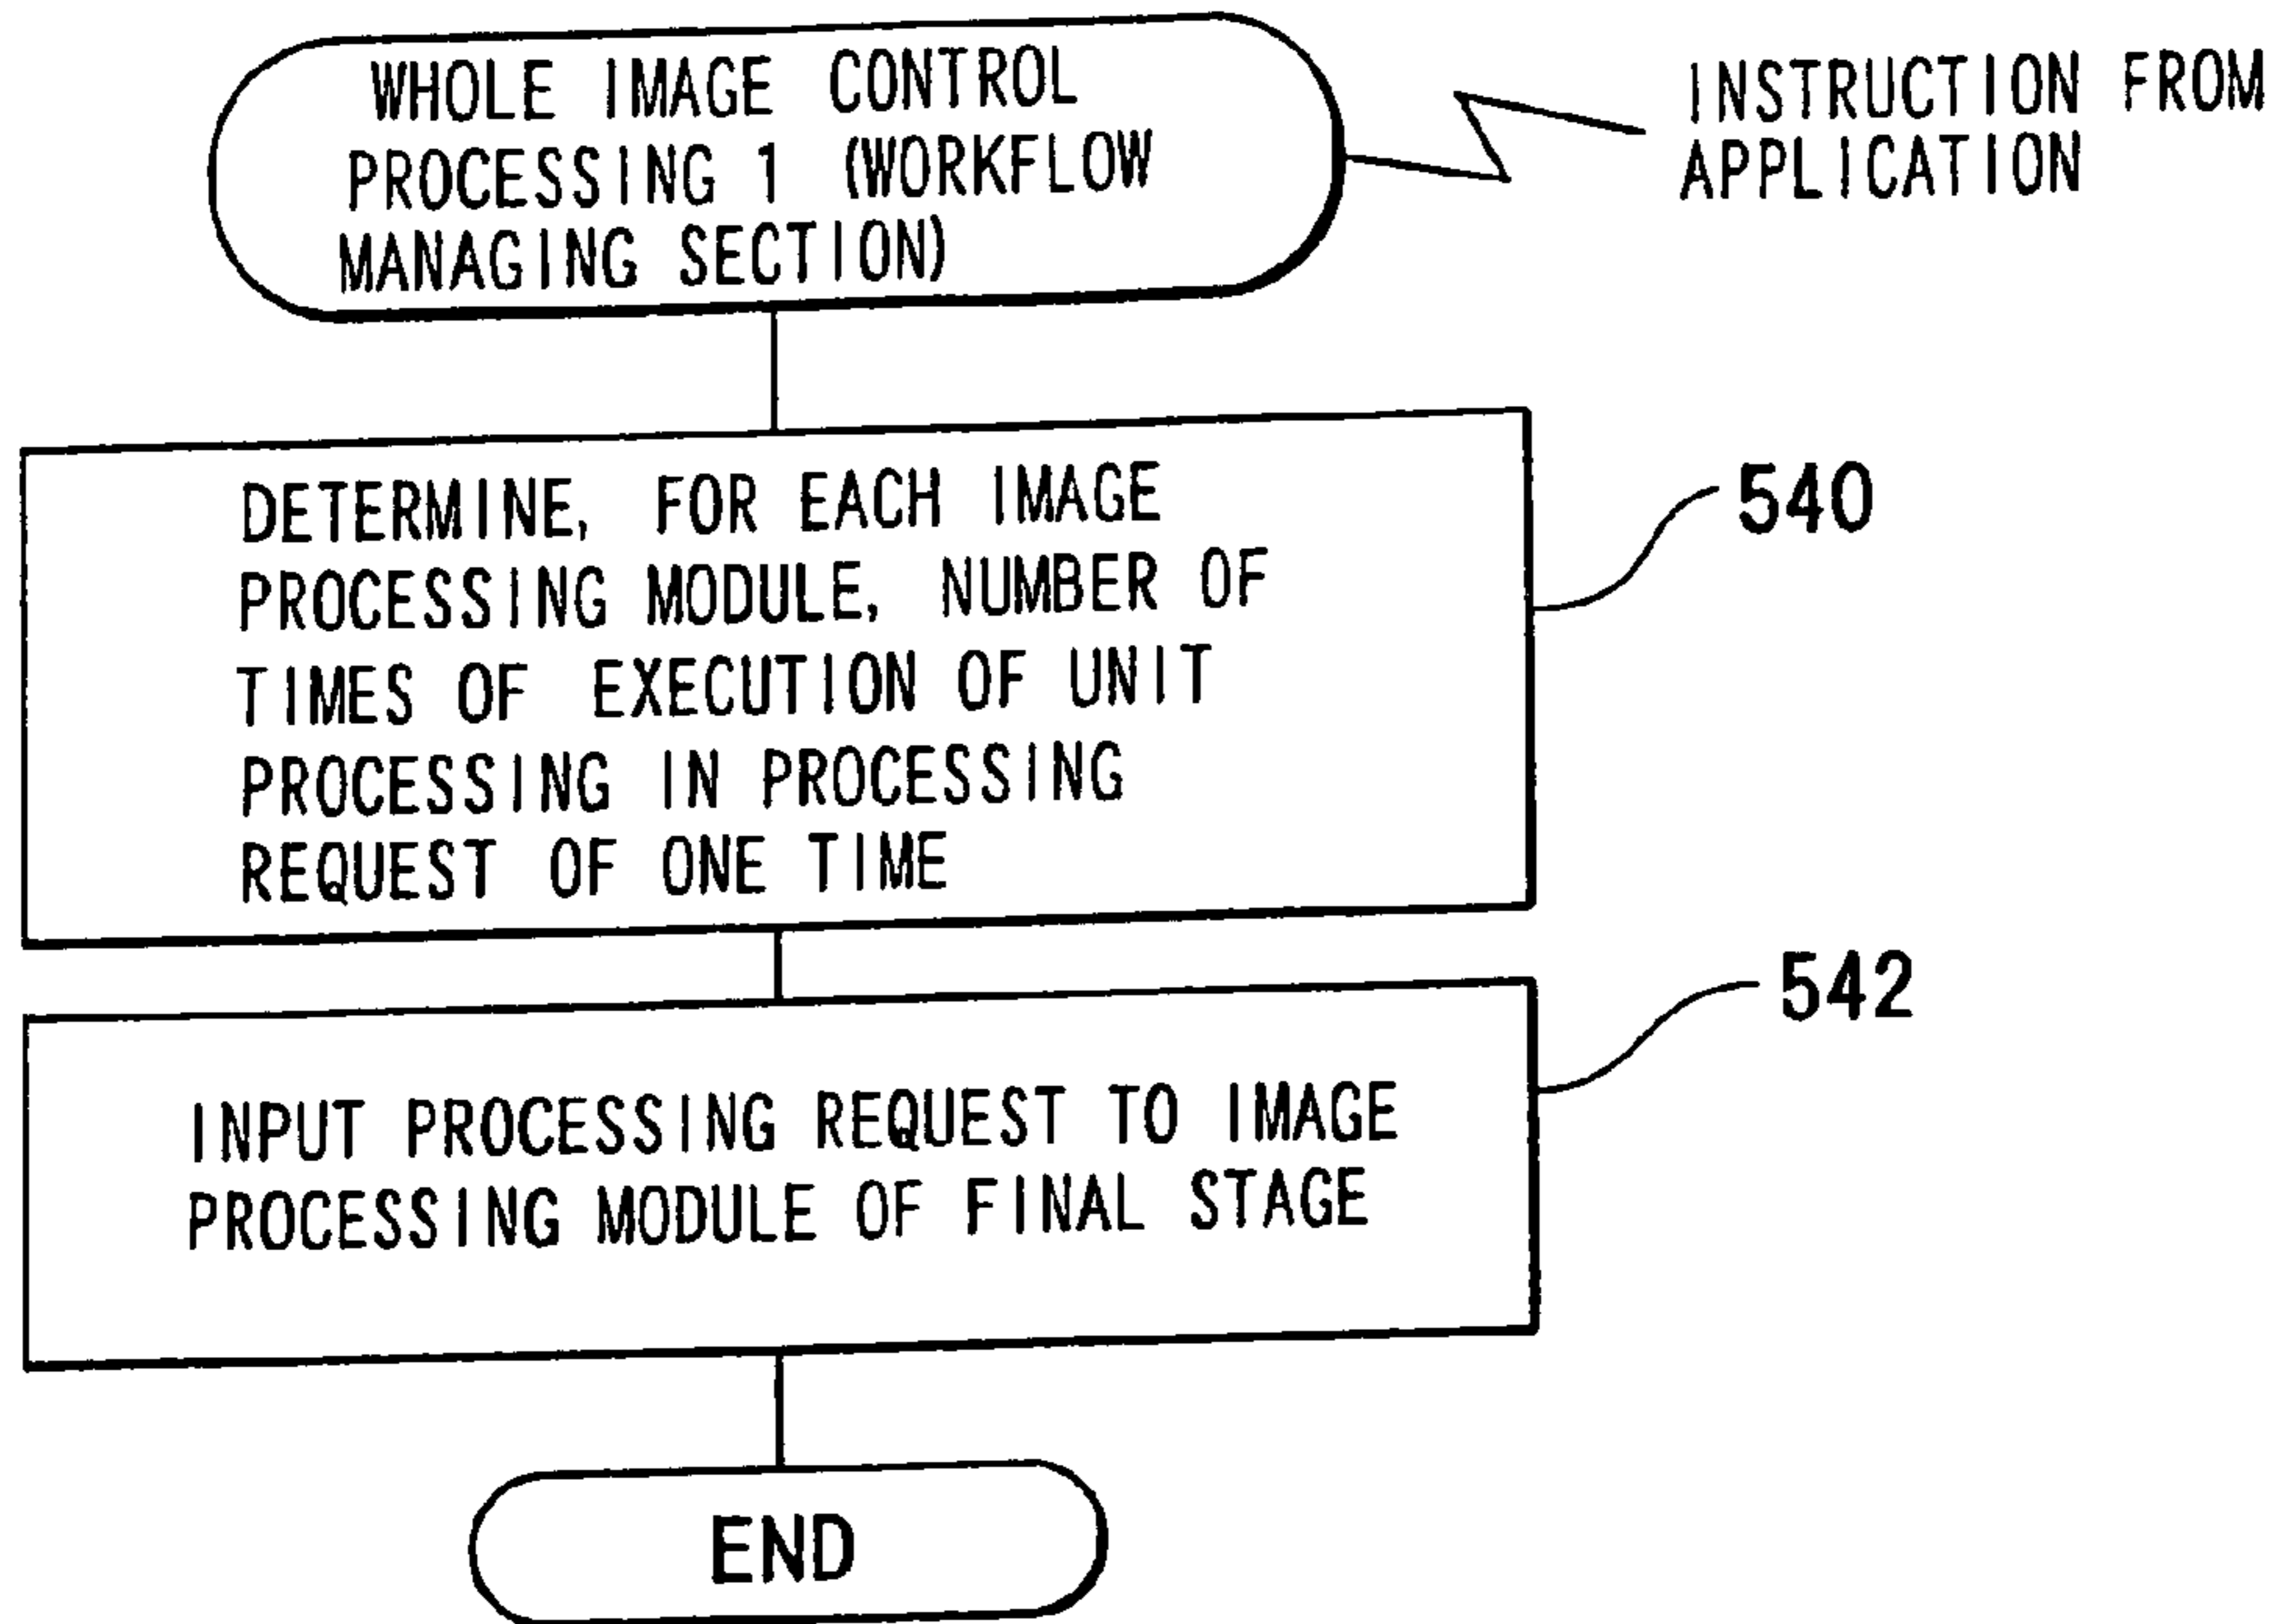 WHOLE IMAGE CONTROL
PROCESSING 1 (WORKFLOW
MANAGING SECTION)
INSTRUCTION FROM
APPLICATION
DETERMINE, FOR EACH IMAGE
PROCESSING MODULE, NUMBER OF
TIMES OF EXECUTION OF UNIT
PROCESSING IN PROCESSING
REQUEST OF ONE TIME
540
INPUT PROCESSING REQUEST TO IMAGE
PROCESSING MODULE OF FINAL STAGE
542
END